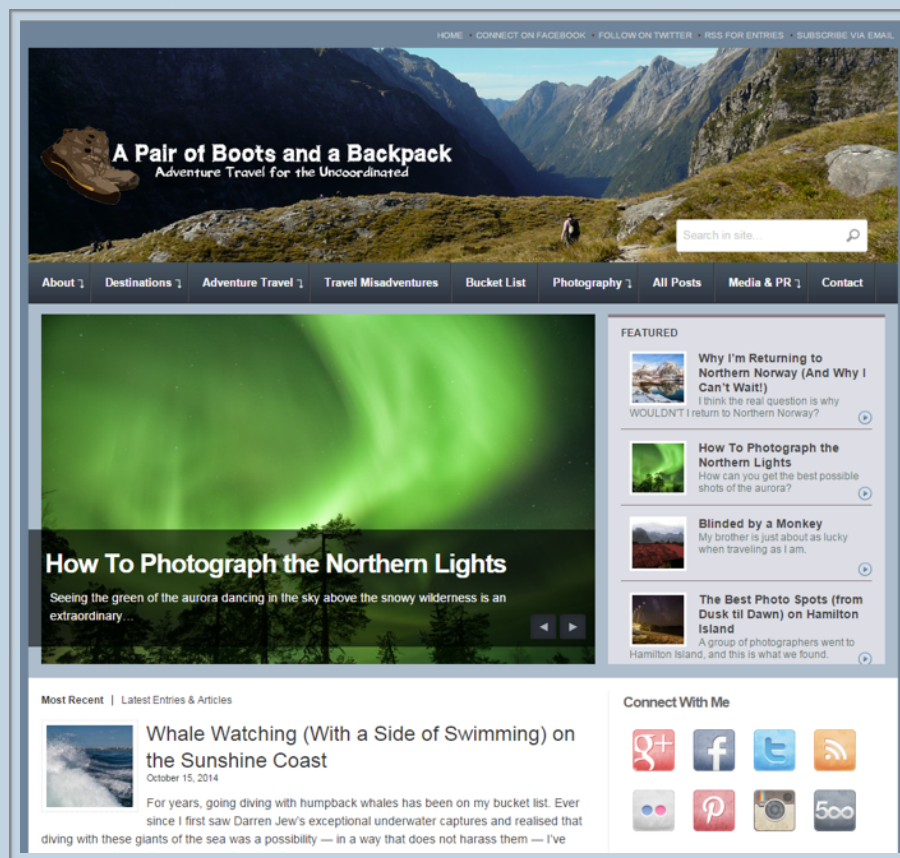 HOME • CONNECT ON FACEBOOK • FOLLOW ON TWITTER • RSS FOR ENTRIES • SUBSCRIBE VIA EMAIL
A Pair of Boots and a Backpack
Adventure Travel for the Uncoordinated
Search in site...
About Destinations Adventure Travel Travel Misadventures Bucket List Photography All Posts Media & PR Contact
How To Photograph the Northern Lights
Seeing the green of the aurora dancing in the sky above the snowy wilderness is an
extraordinary...
FEATURED
Why I'm Returning to
Northern Norway (And Why I
Can't Wait!)
I think the real question is why
WOULDN'T I return to Northern Norway?
How To Photograph the
Northern Lights
How can you get the best possible
shots of the aurora?
Blinded by a Monkey
My brother is just about as lucky
when traveling as I am.
The Best Photo Spots (from
Dusk til Dawn) on Hamilton
Island
A group of photographers went to
Hamilton Island, and this is what we found.
Most Recent | Latest Entries & Articles
Whale Watching (With a Side of Swimming) on
the Sunshine Coast
October 15, 2014
For years, going diving with humpback whales has been on my bucket list. Ever
since I first saw Darren Jew's exceptional underwater captures and realised that
diving with these giants of the sea was a possibility — in a way that does not harass them — I've
Connect With Me
g+ f t
p 500